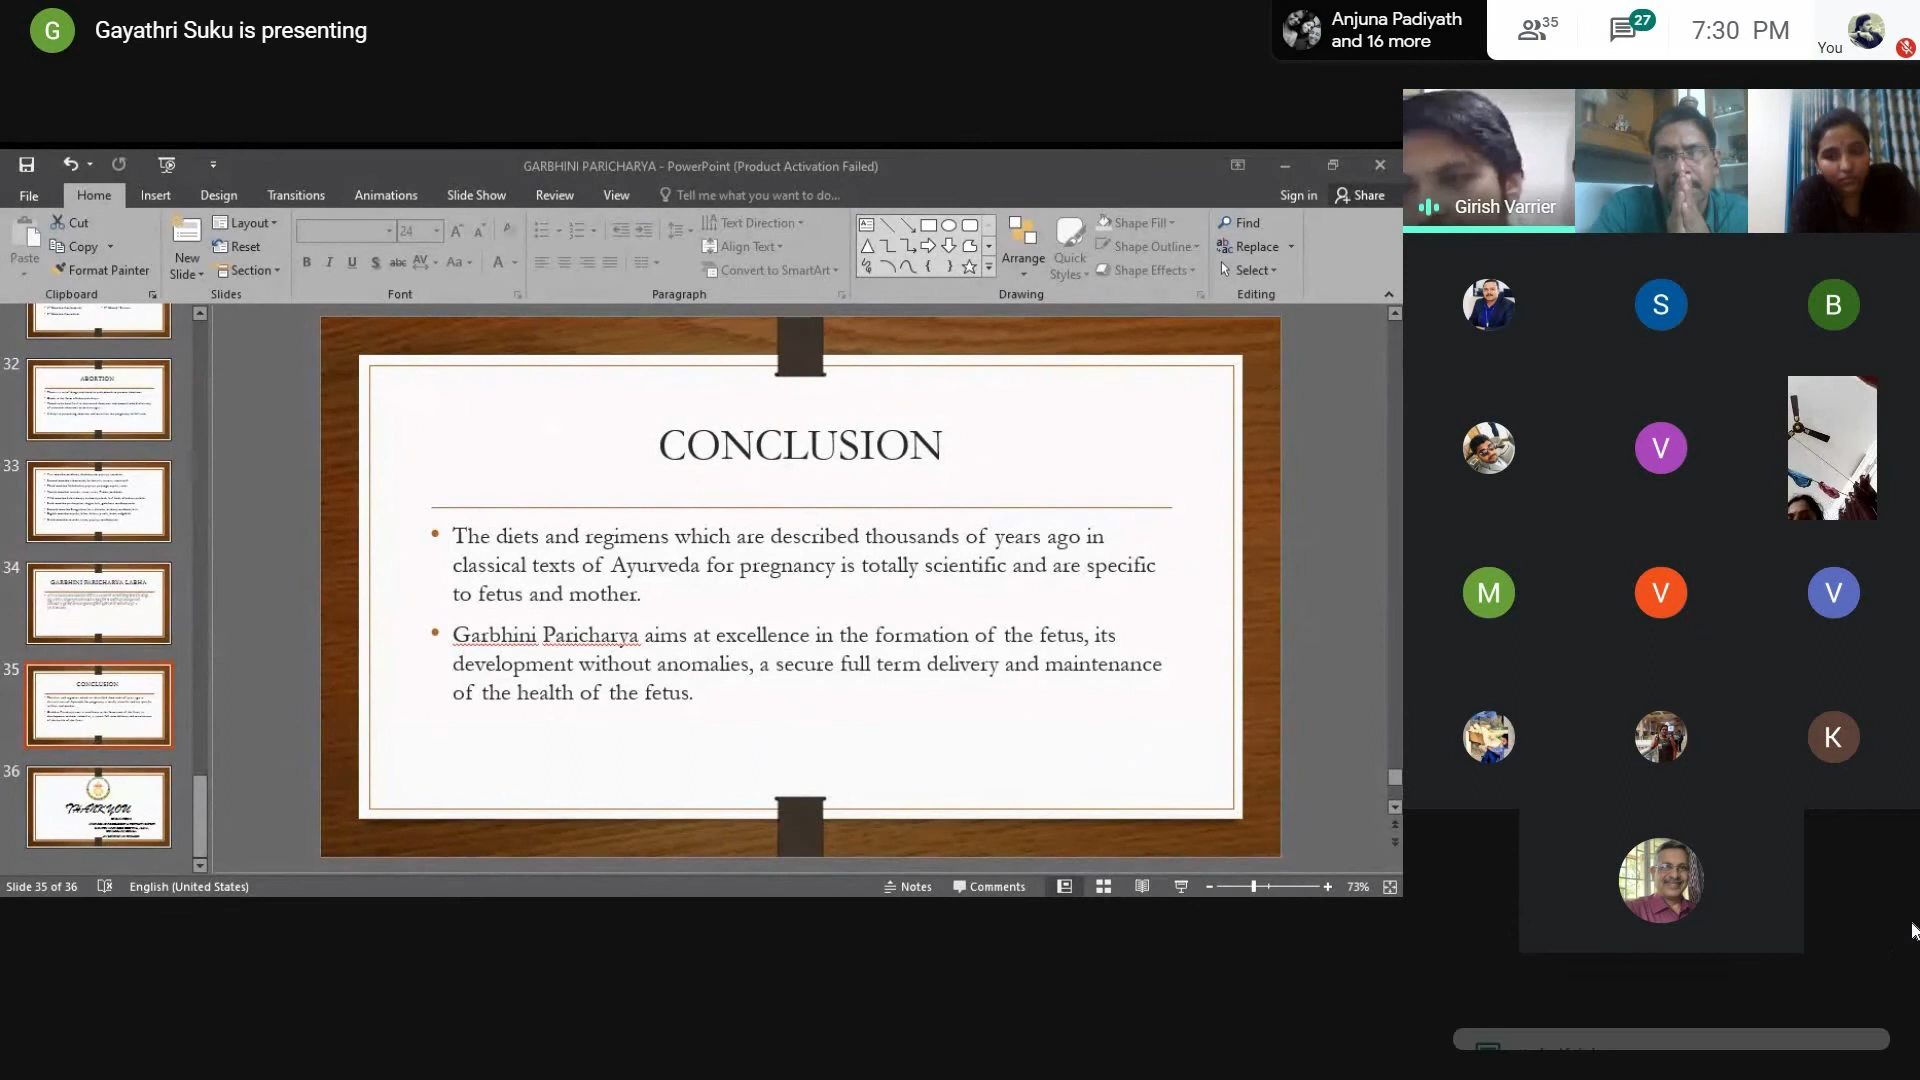 G
Gayathri Suku is presenting
Anjuna Padiyath
and 16 more
35
27
7:30 PM
You
GARBHINI PARICHARYA - PowerPoint (Product Activation Failed)
File Home Insert Design Transitions Animations Slide Show Review View Tell me what you want to do...
Sign in Share
Paste
Cut
Copy
Format Painter
Clipboard
New
Slide
Layout
Reset
Section
Slides
24
B I U S abc AV Aa A
Font
Text Direction
Align Text
Convert to SmartArt
Paragraph
Arrange
Quick
Styles
Shape Fill
Shape Outline
Shape Effects
Drawing
Find
Replace
Select
Editing
32
ABORTION
33
34
GARBHINI PARICHARYA LABHA
35
CONCLUSION
36
THANK YOU
CONCLUSION
• The diets and regimens which are described thousands of years ago in
classical texts of Ayurveda for pregnancy is totally scientific and are specific
to fetus and mother.
• Garbhini Paricharya aims at excellence in the formation of the fetus, its
development without anomalies, a secure full term delivery and maintenance
of the health of the fetus.
Slide 35 of 36 English (United States)
Notes Comments 73%
Girish Varrier
S
B
V
M
V
V
K